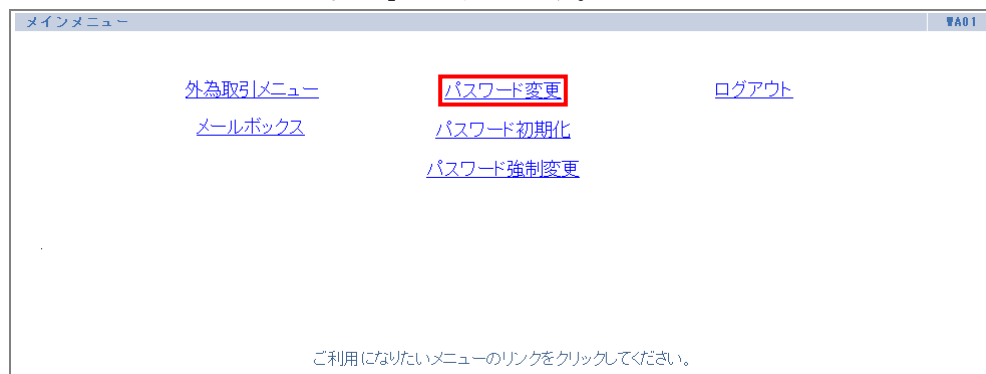 メインメニュー WA01
外為取引メニュー パスワード変更 ログアウト
メールボックス パスワード初期化
パスワード強制変更
ご利用になりたいメニューのリンクをクリックしてください。